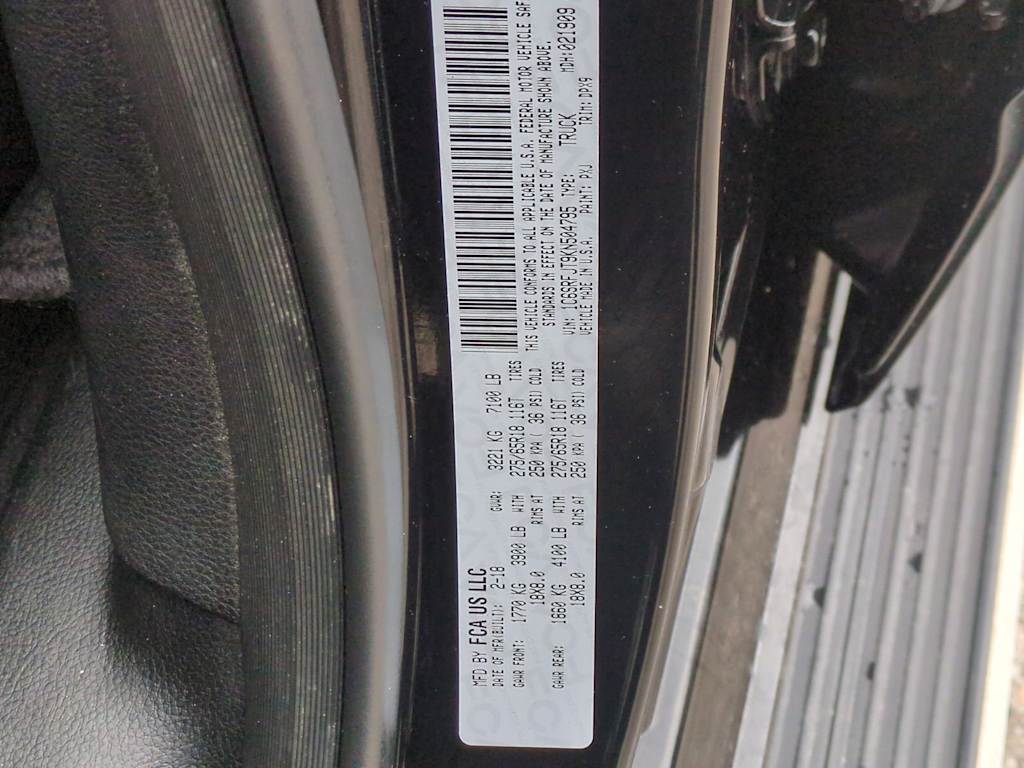 MFD BY FCA US LLC
DATE OF MFR(BUILT): 2-18 GVWR: 3221 KG 7100 LB
GAWR FRONT: 1770 KG 3900 LB WITH 275/65R18 116T TIRES
18X8.0 RIMS AT 250 KPA ( 36 PSI) COLD
GAWR REAR: 1860 KG 4100 LB WITH 275/65R18 116T TIRES
18X8.0 RIMS AT 250 KPA ( 36 PSI) COLD
THIS VEHICLE CONFORMS TO ALL APPLICABLE U.S.A. FEDERAL MOTOR VEHICLE SAF
STANDARDS IN EFFECT ON THE DATE OF MANUFACTURE SHOWN ABOVE.
VIN: 1C6SRFJT9KN504795 TYPE: TRUCK MDH:021909
VEHICLE MADE IN U.S.A. PAINT: PXJ TRIM: DPX9